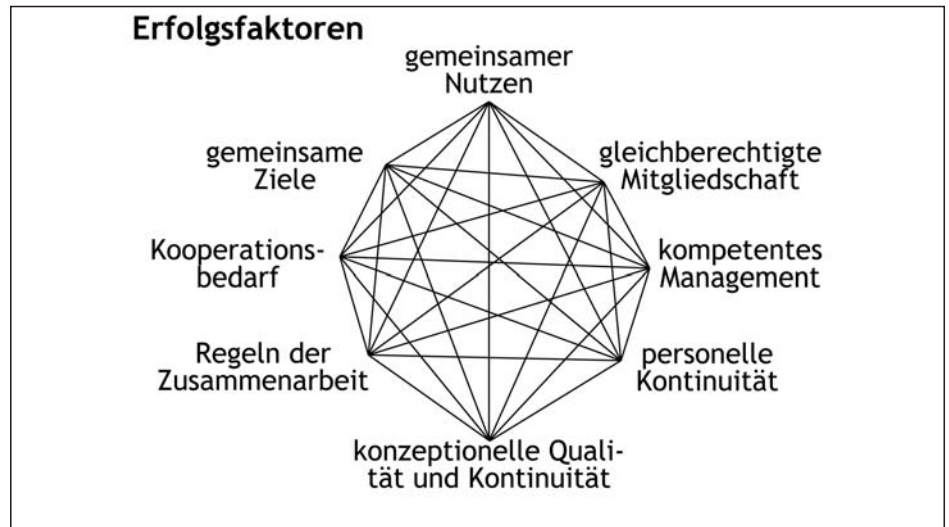 Erfolgsfaktoren
gemeinsamer
Nutzen
gemeinsame
Ziele
gleichberechtigte
Mitgliedschaft
Kooperations-
bedarf
kompetentes
Management
Regeln der
Zusammenarbeit
personelle
Kontinuität
konzeptionelle Quali-
tät und Kontinuität